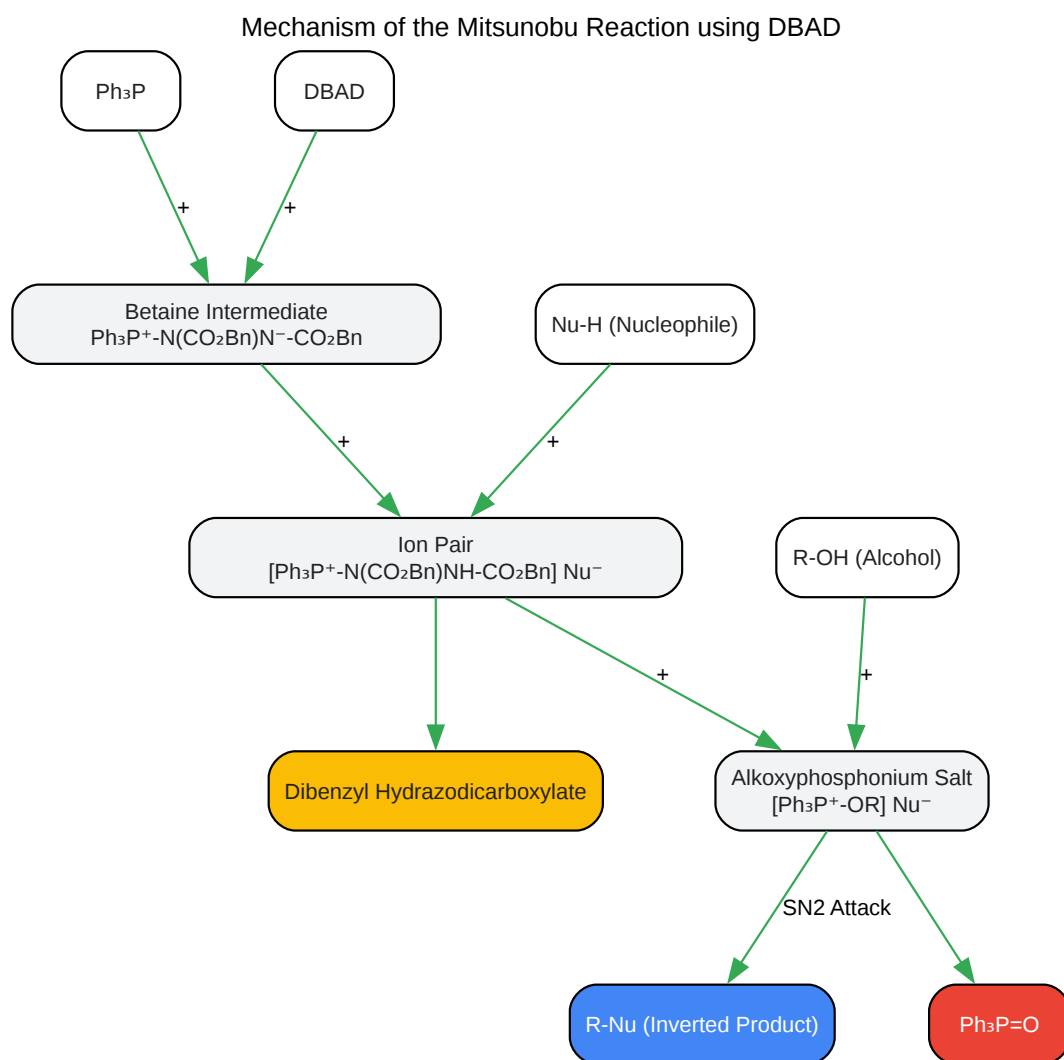 Mechanism of the Mitsunobu Reaction using DBAD
Ph₃P
DBAD
+
+
Betaine Intermediate
Ph₃P⁺-N(CO₂Bn)N⁻-CO₂Bn
Nu-H (Nucleophile)
+
+
Ion Pair
[Ph₃P⁺-N(CO₂Bn)NH-CO₂Bn] Nu⁻
R-OH (Alcohol)
+
+
Dibenzyl Hydrazodicarboxylate
Alkoxyphosphonium Salt
[Ph₃P⁺-OR] Nu⁻
SN2 Attack
R-Nu (Inverted Product)
Ph₃P=O